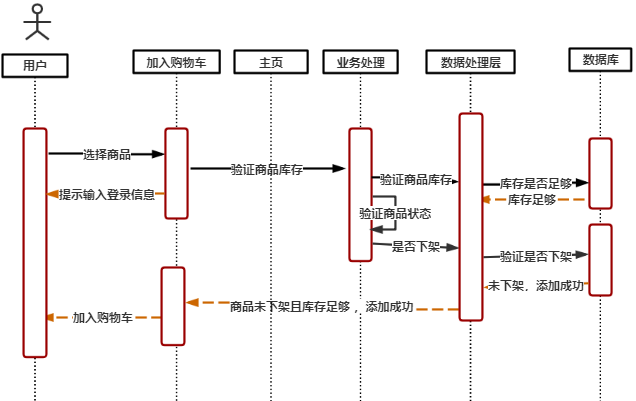 用户
加入购物车
主页
业务处理
数据处理层
数据库
选择商品
验证商品库存
验证商品库存
库存是否足够
提示输入登录信息
库存足够
验证商品状态
是否下架
验证是否下架
未下架，添加成功
商品未下架且库存足够，添加成功
加入购物车